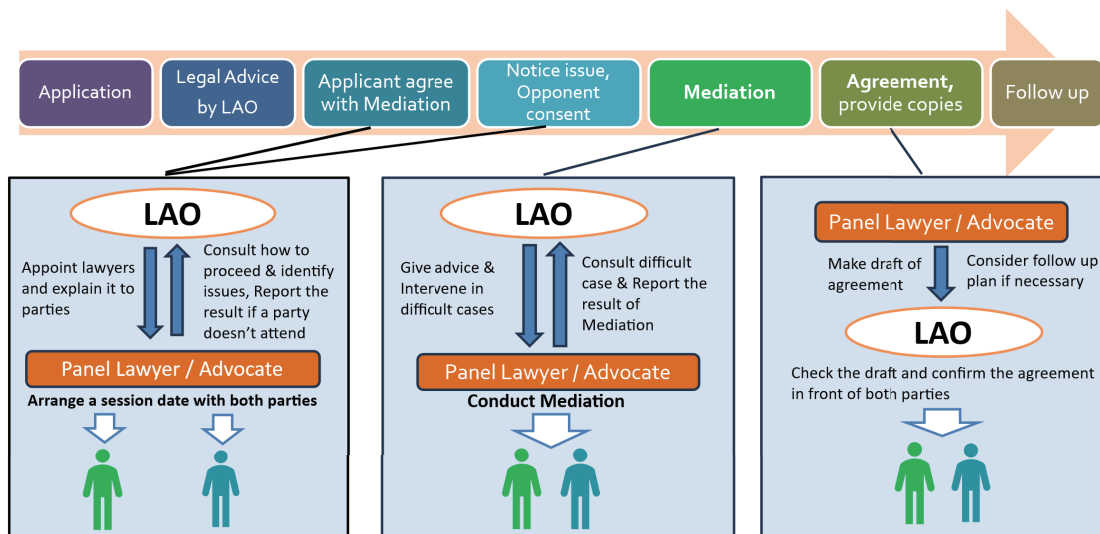 Application
Legal Advice
by LAO
Applicant agree
with Mediation
Notice issue,
Opponent
consent
Mediation
Agreement,
provide copies
Follow up
LAO
Appoint lawyers
and explain it to
parties
Consult how to
proceed & identify
issues, Report the
result if a party
doesn't attend
Panel Lawyer / Advocate
Arrange a session date with both parties
LAO
Give advice &
Intervene in
difficult cases
Consult difficult
case & Report the
result of
Mediation
Panel Lawyer / Advocate
Conduct Mediation
Panel Lawyer / Advocate
Make draft of
agreement
Consider follow up
plan if necessary
LAO
Check the draft and confirm the agreement
in front of both parties